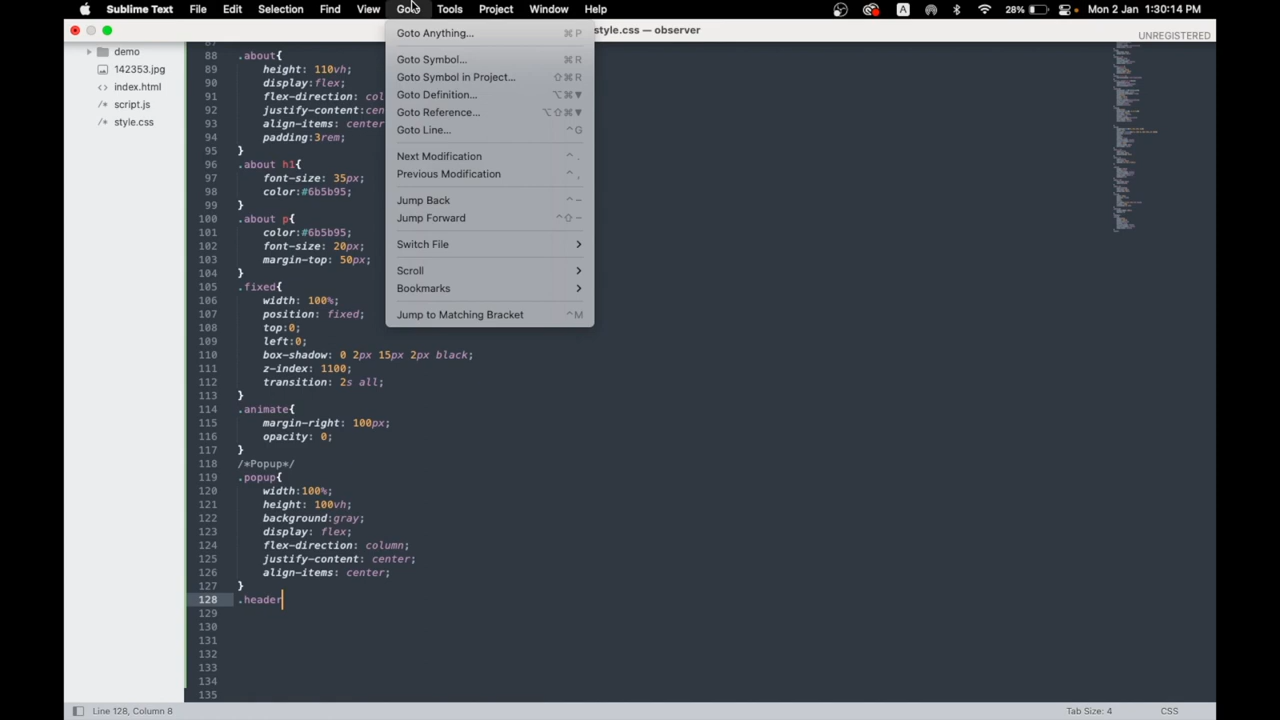 Sublime Text File Edit Selection Find View Goto Tools Project Window Help A 28% Mon 2 Jan 1:30:14 PM
style.css — observer
UNREGISTERED
demo
142353.jpg
index.html
/* script.js
/* style.css
Goto Anything... ⌘ P
Goto Symbol... ⌘ R
Goto Symbol in Project... ⇧⌘ R
Goto Definition... ⌥⌘▼
Goto Reference... ⌥⇧⌘▼
Goto Line... ^ G
Next Modification ^ .
Previous Modification ^ ,
Jump Back ^ –
Jump Forward ^⇧ –
Switch File >
Scroll >
Bookmarks >
Jump to Matching Bracket ^ M
87
88 .about{
89 height: 110vh;
90 display:flex;
91 flex-direction: col
92 justify-content:cen
93 align-items: center
94 padding:3rem;
95 }
96 .about h1{
97 font-size: 35px;
98 color:#6b5b95;
99 }
100 .about p{
101 color:#6b5b95;
102 font-size: 20px;
103 margin-top: 50px;
104 }
105 .fixed{
106 width: 100%;
107 position: fixed;
108 top:0;
109 left:0;
110 box-shadow: 0 2px 15px 2px black;
111 z-index: 1100;
112 transition: 2s all;
113 }
114 .animate{
115 margin-right: 100px;
116 opacity: 0;
117 }
118 /*Popup*/
119 .popup{
120 width:100%;
121 height: 100vh;
122 background:gray;
123 display: flex;
124 flex-direction: column;
125 justify-content: center;
126 align-items: center;
127 }
128 .header
129
130
131
132
133
134
135
Line 128, Column 8 Tab Size: 4 CSS